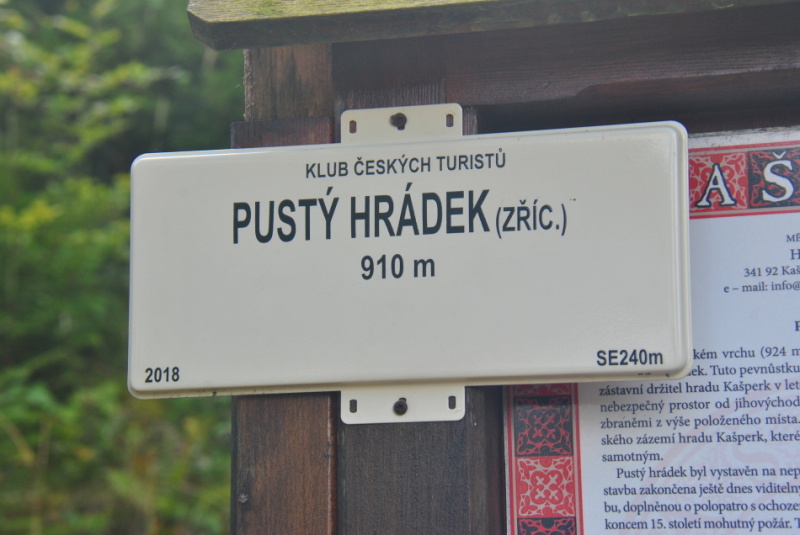 KLUB ČESKÝCH TURISTŮ
PUSTÝ HRÁDEK (ZŘÍC.)
910 m
2018
SE240m
AŠ
341 92 Kaš
e – mail: info@
kém vrchu (924 m
Tuto pevnůstku
zástavní držitel hradu Kašperk v let
nebezpečný prostor od jihovýchod
zbraněmi z výše položeného místa.
ského zázemí hradu Kašperk, které
samotným.
Pustý hrádek byl vystavěn na nep
stavba zakončena ještě dnes viditelný
bu, doplněnou o polopatro s ochozem
koncem 15. století mohutný požár. T